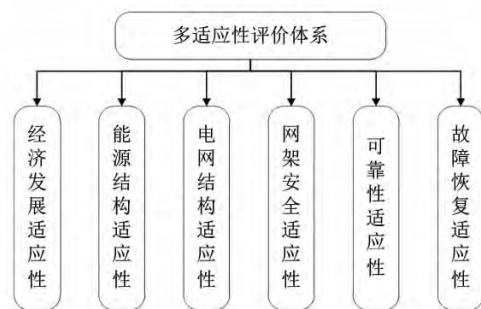 多适应性评价体系
经济发展适应性
能源结构适应性
电网结构适应性
网架安全适应性
可靠性适应性
故障恢复适应性